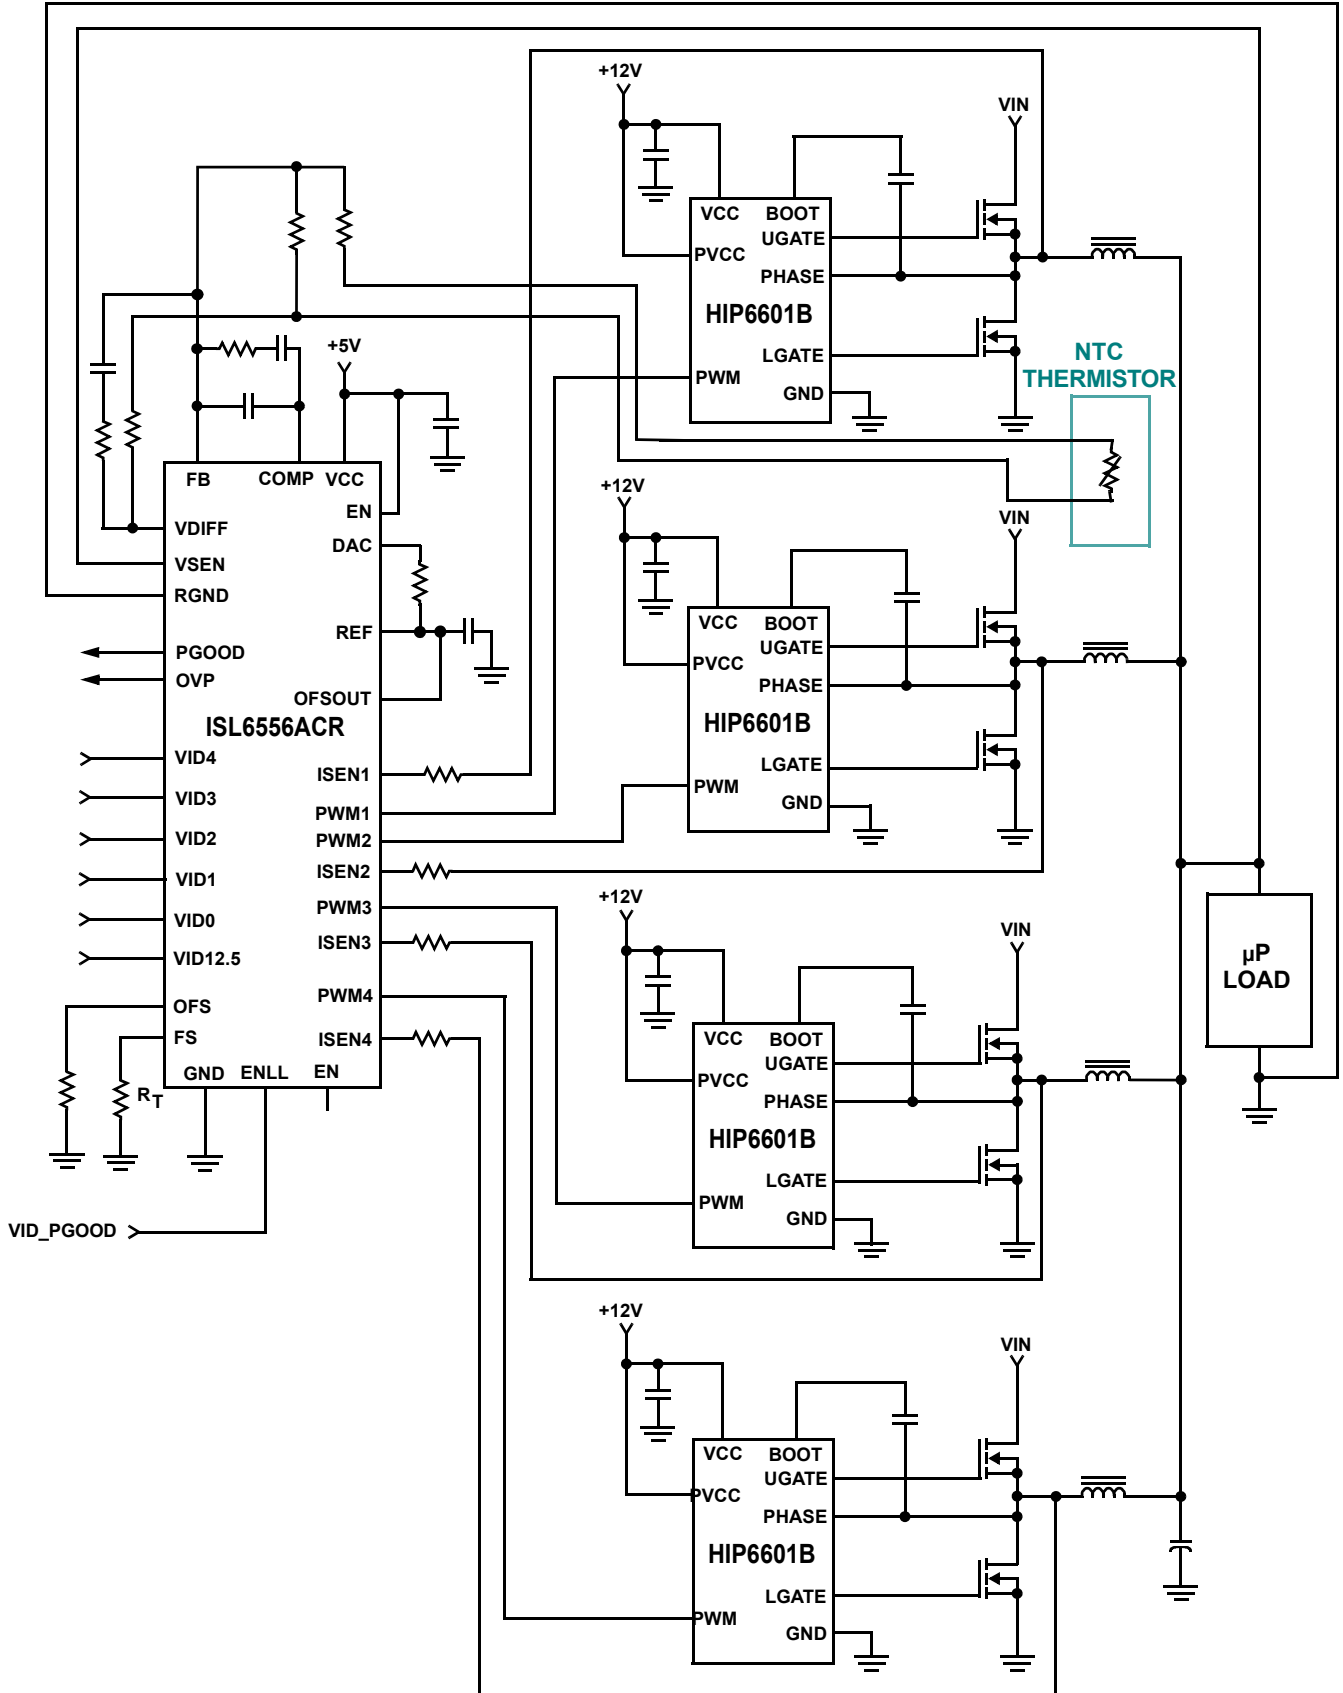 +12V
VIN
VCC
BOOT
UGATE
PVCC
PHASE
HIP6601B
LGATE
PWM
GND
NTC
THERMISTOR
+5V
FB
COMP
VCC
EN
VDIFF
DAC
VSEN
RGND
REF
PGOOD
OVP
OFSOUT
ISL6556ACR
VID4
ISEN1
VID3
PWM1
VID2
PWM2
VID1
ISEN2
VID0
PWM3
ISEN3
VID12.5
PWM4
OFS
FS
ISEN4
GND
ENLL
EN
RT
VID_PGOOD
+12V
VIN
VCC
BOOT
UGATE
PVCC
PHASE
HIP6601B
LGATE
PWM
GND
+12V
VIN
VCC
BOOT
UGATE
PVCC
PHASE
HIP6601B
LGATE
PWM
GND
µP
LOAD
+12V
VIN
VCC
BOOT
UGATE
PVCC
PHASE
HIP6601B
LGATE
PWM
GND